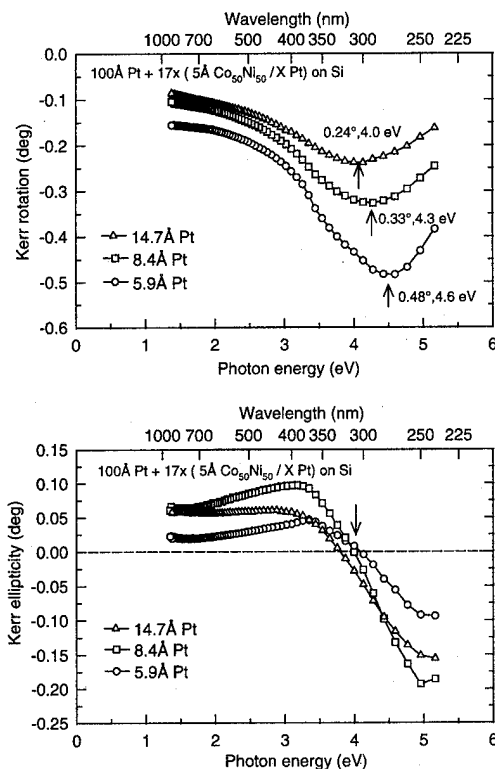 Wavelength (nm)
1000 700 500 400 350 300 250 225
0.0
-0.1
-0.2
-0.3
-0.4
-0.5
-0.6
Kerr rotation (deg)
100Å Pt + 17x ( 5Å Co50Ni50 / X Pt) on Si
0.24°,4.0 eV
0.33°,4.3 eV
0.48°,4.6 eV
14.7Å Pt
8.4Å Pt
5.9Å Pt
0 1 2 3 4 5 6
Photon energy (eV)
Wavelength (nm)
1000 700 500 400 350 300 250 225
0.15
0.10
0.05
0.00
-0.05
-0.10
-0.15
-0.20
-0.25
Kerr ellipticity (deg)
100Å Pt + 17x ( 5Å Co50Ni50 / X Pt) on Si
14.7Å Pt
8.4Å Pt
5.9Å Pt
0 1 2 3 4 5 6
Photon energy (eV)